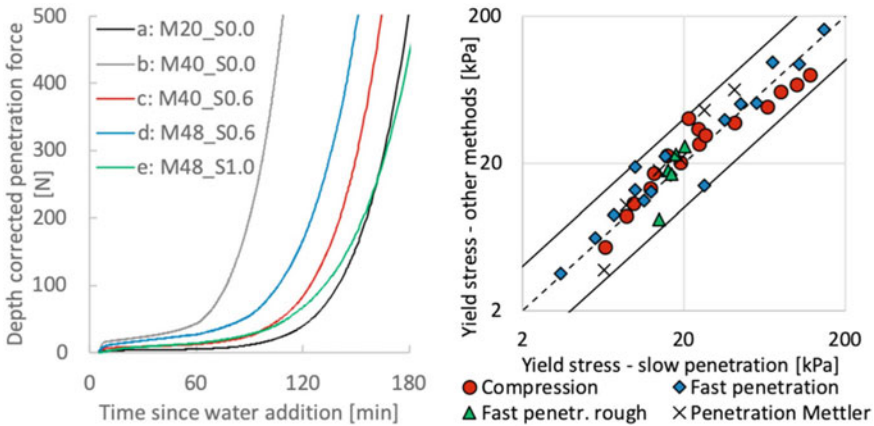 Depth corrected penetration force
[N]
500
400
300
200
100
0
a: M20_S0.0
b: M40_S0.0
c: M40_S0.6
d: M48_S0.6
e: M48_S1.0
0
60
120
180
Time since water addition [min]
Yield stress - other methods [kPa]
200
20
2
2
20
200
Yield stress - slow penetration [kPa]
Compression
Fast penetration
Fast penetr. rough
Penetration Mettler